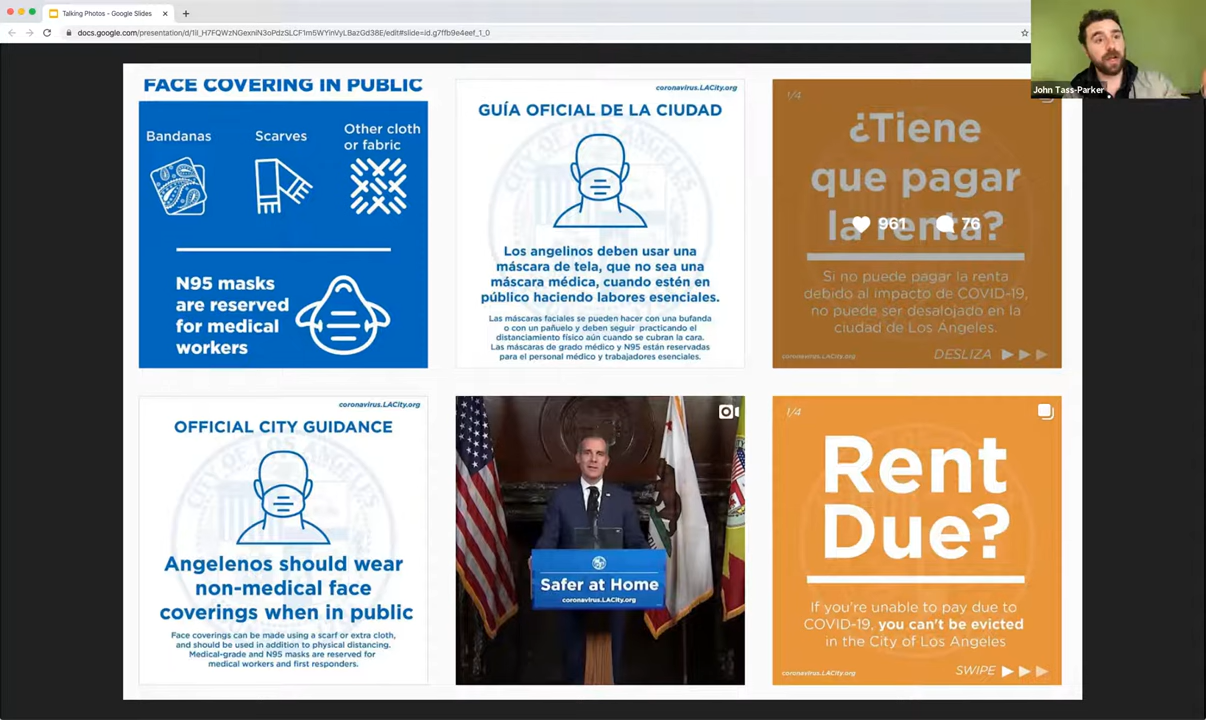 Talking Photos - Google Slides
docs.google.com/presentation/d/1il_H7FQWzNGexniN3oPdzSLCF1m5WYinVyLBazGd38E/edit#slide=id.g7ffb9e4eef_1_0
John Tass-Parker
FACE COVERING IN PUBLIC
Bandanas
Scarves
Other cloth
or fabric
N95 masks
are reserved
for medical
workers
coronavirus.LACity.org
GUÍA OFICIAL DE LA CIUDAD
Los angelinos deben usar una
máscara de tela, que no sea una
máscara médica, cuando estén en
público haciendo labores esenciales.
Las máscaras faciales se pueden hacer con una bufanda
o con un pañuelo y deben seguir practicando el
distanciamiento físico aún cuando se cubran la cara.
Las máscaras de grado médico y N95 están reservadas
para el personal médico y trabajadores esenciales.
1/4
¿Tiene
que pagar
la renta?
961
76
Si no puede pagar la renta
debido al impacto de COVID-19,
no puede ser desalojado en la
ciudad de Los Angeles.
coronavirus.LACity.org
DESLIZA
coronavirus.LACity.org
OFFICIAL CITY GUIDANCE
CITY OF LOS ANGELES
Angelenos should wear
non-medical face
coverings when in public
Face coverings can be made using a scarf or extra cloth,
and should be used in addition to physical distancing.
Medical-grade and N95 masks are reserved for
medical workers and first responders.
Safer at Home
coronavirus.LACity.org
1/4
Rent
Due?
If you're unable to pay due to
COVID-19, you can't be evicted
in the City of Los Angeles
coronavirus.LACity.org
SWIPE